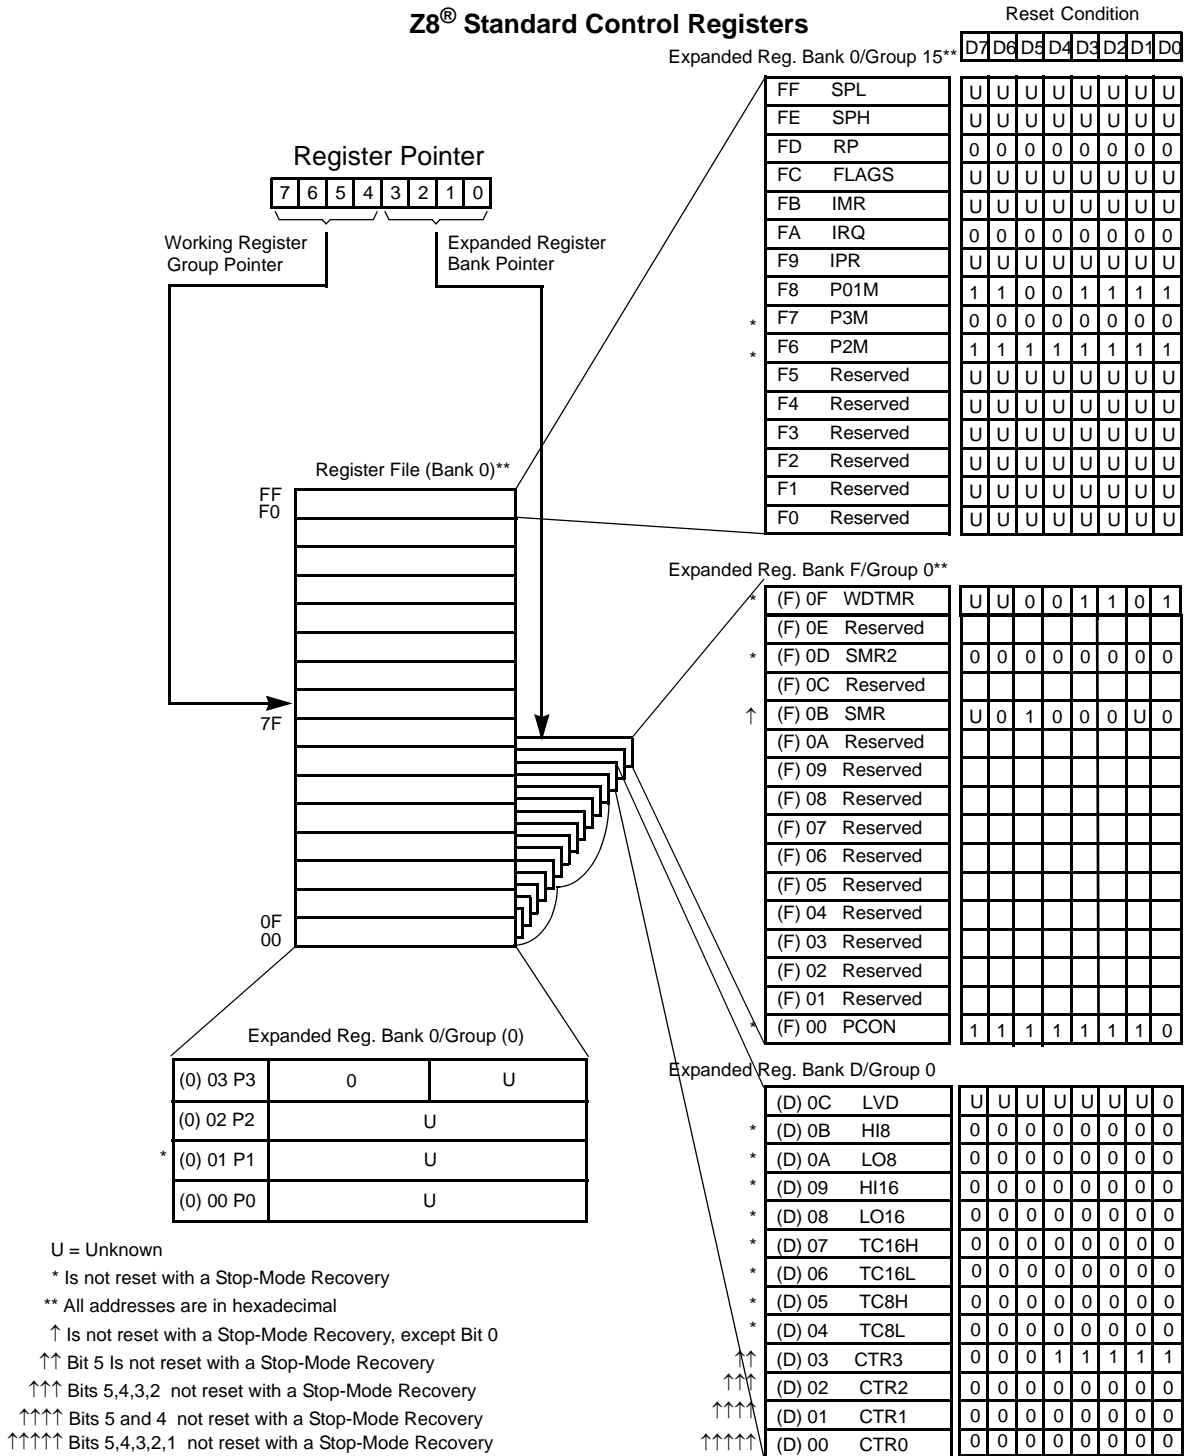 Z8® Standard Control Registers
Reset Condition
Expanded Reg. Bank 0/Group 15**
D7 D6 D5 D4 D3 D2 D1 D0
FF SPL U U U U U U U U
FE SPH U U U U U U U U
FD RP 0 0 0 0 0 0 0 0
FC FLAGS U U U U U U U U
FB IMR U U U U U U U U
FA IRQ 0 0 0 0 0 0 0 0
F9 IPR U U U U U U U U
F8 P01M 1 1 0 0 1 1 1 1
* F7 P3M 0 0 0 0 0 0 0 0
* F6 P2M 1 1 1 1 1 1 1 1
F5 Reserved U U U U U U U U
F4 Reserved U U U U U U U U
F3 Reserved U U U U U U U U
F2 Reserved U U U U U U U U
F1 Reserved U U U U U U U U
F0 Reserved U U U U U U U U
Register Pointer
7 6 5 4 3 2 1 0
Working Register
Group Pointer
Expanded Register
Bank Pointer
Register File (Bank 0)**
FF
F0
7F
0F
00
Expanded Reg. Bank F/Group 0**
* (F) 0F WDTMR U U 0 0 1 1 0 1
(F) 0E Reserved
* (F) 0D SMR2 0 0 0 0 0 0 0 0
(F) 0C Reserved
↑ (F) 0B SMR U 0 1 0 0 0 U 0
(F) 0A Reserved
(F) 09 Reserved
(F) 08 Reserved
(F) 07 Reserved
(F) 06 Reserved
(F) 05 Reserved
(F) 04 Reserved
(F) 03 Reserved
(F) 02 Reserved
(F) 01 Reserved
* (F) 00 PCON 1 1 1 1 1 1 1 0
Expanded Reg. Bank 0/Group (0)
(0) 03 P3 0 U
(0) 02 P2 U
* (0) 01 P1 U
(0) 00 P0 U
Expanded Reg. Bank D/Group 0
(D) 0C LVD U U U U U U U 0
* (D) 0B HI8 0 0 0 0 0 0 0 0
* (D) 0A LO8 0 0 0 0 0 0 0 0
* (D) 09 HI16 0 0 0 0 0 0 0 0
* (D) 08 LO16 0 0 0 0 0 0 0 0
* (D) 07 TC16H 0 0 0 0 0 0 0 0
* (D) 06 TC16L 0 0 0 0 0 0 0 0
* (D) 05 TC8H 0 0 0 0 0 0 0 0
* (D) 04 TC8L 0 0 0 0 0 0 0 0
↑↑ (D) 03 CTR3 0 0 0 1 1 1 1 1
↑↑↑ (D) 02 CTR2 0 0 0 0 0 0 0 0
↑↑↑↑ (D) 01 CTR1 0 0 0 0 0 0 0 0
↑↑↑↑↑ (D) 00 CTR0 0 0 0 0 0 0 0 0
U = Unknown
* Is not reset with a Stop-Mode Recovery
** All addresses are in hexadecimal
↑ Is not reset with a Stop-Mode Recovery, except Bit 0
↑↑ Bit 5 Is not reset with a Stop-Mode Recovery
↑↑↑ Bits 5,4,3,2 not reset with a Stop-Mode Recovery
↑↑↑↑ Bits 5 and 4 not reset with a Stop-Mode Recovery
↑↑↑↑↑ Bits 5,4,3,2,1 not reset with a Stop-Mode Recovery